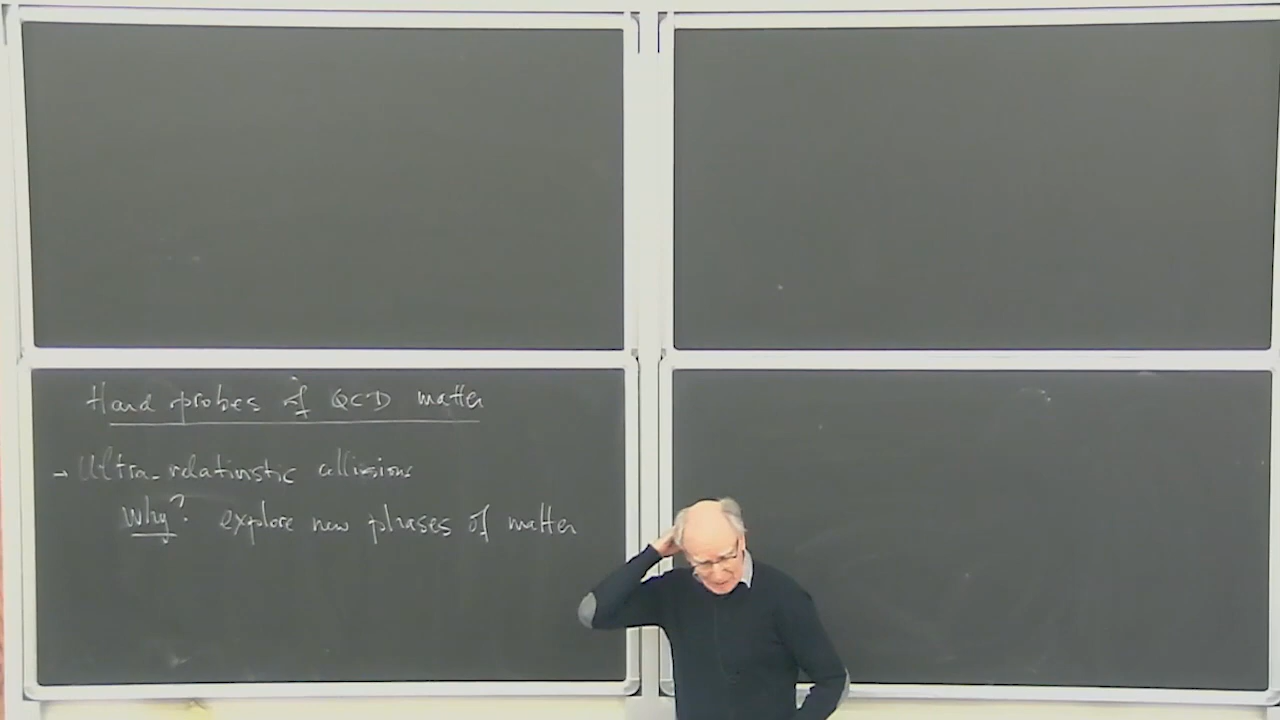 Hard probes of QCD matter
→ Ultra-relativistic collisions
Why? explore new phases of matter